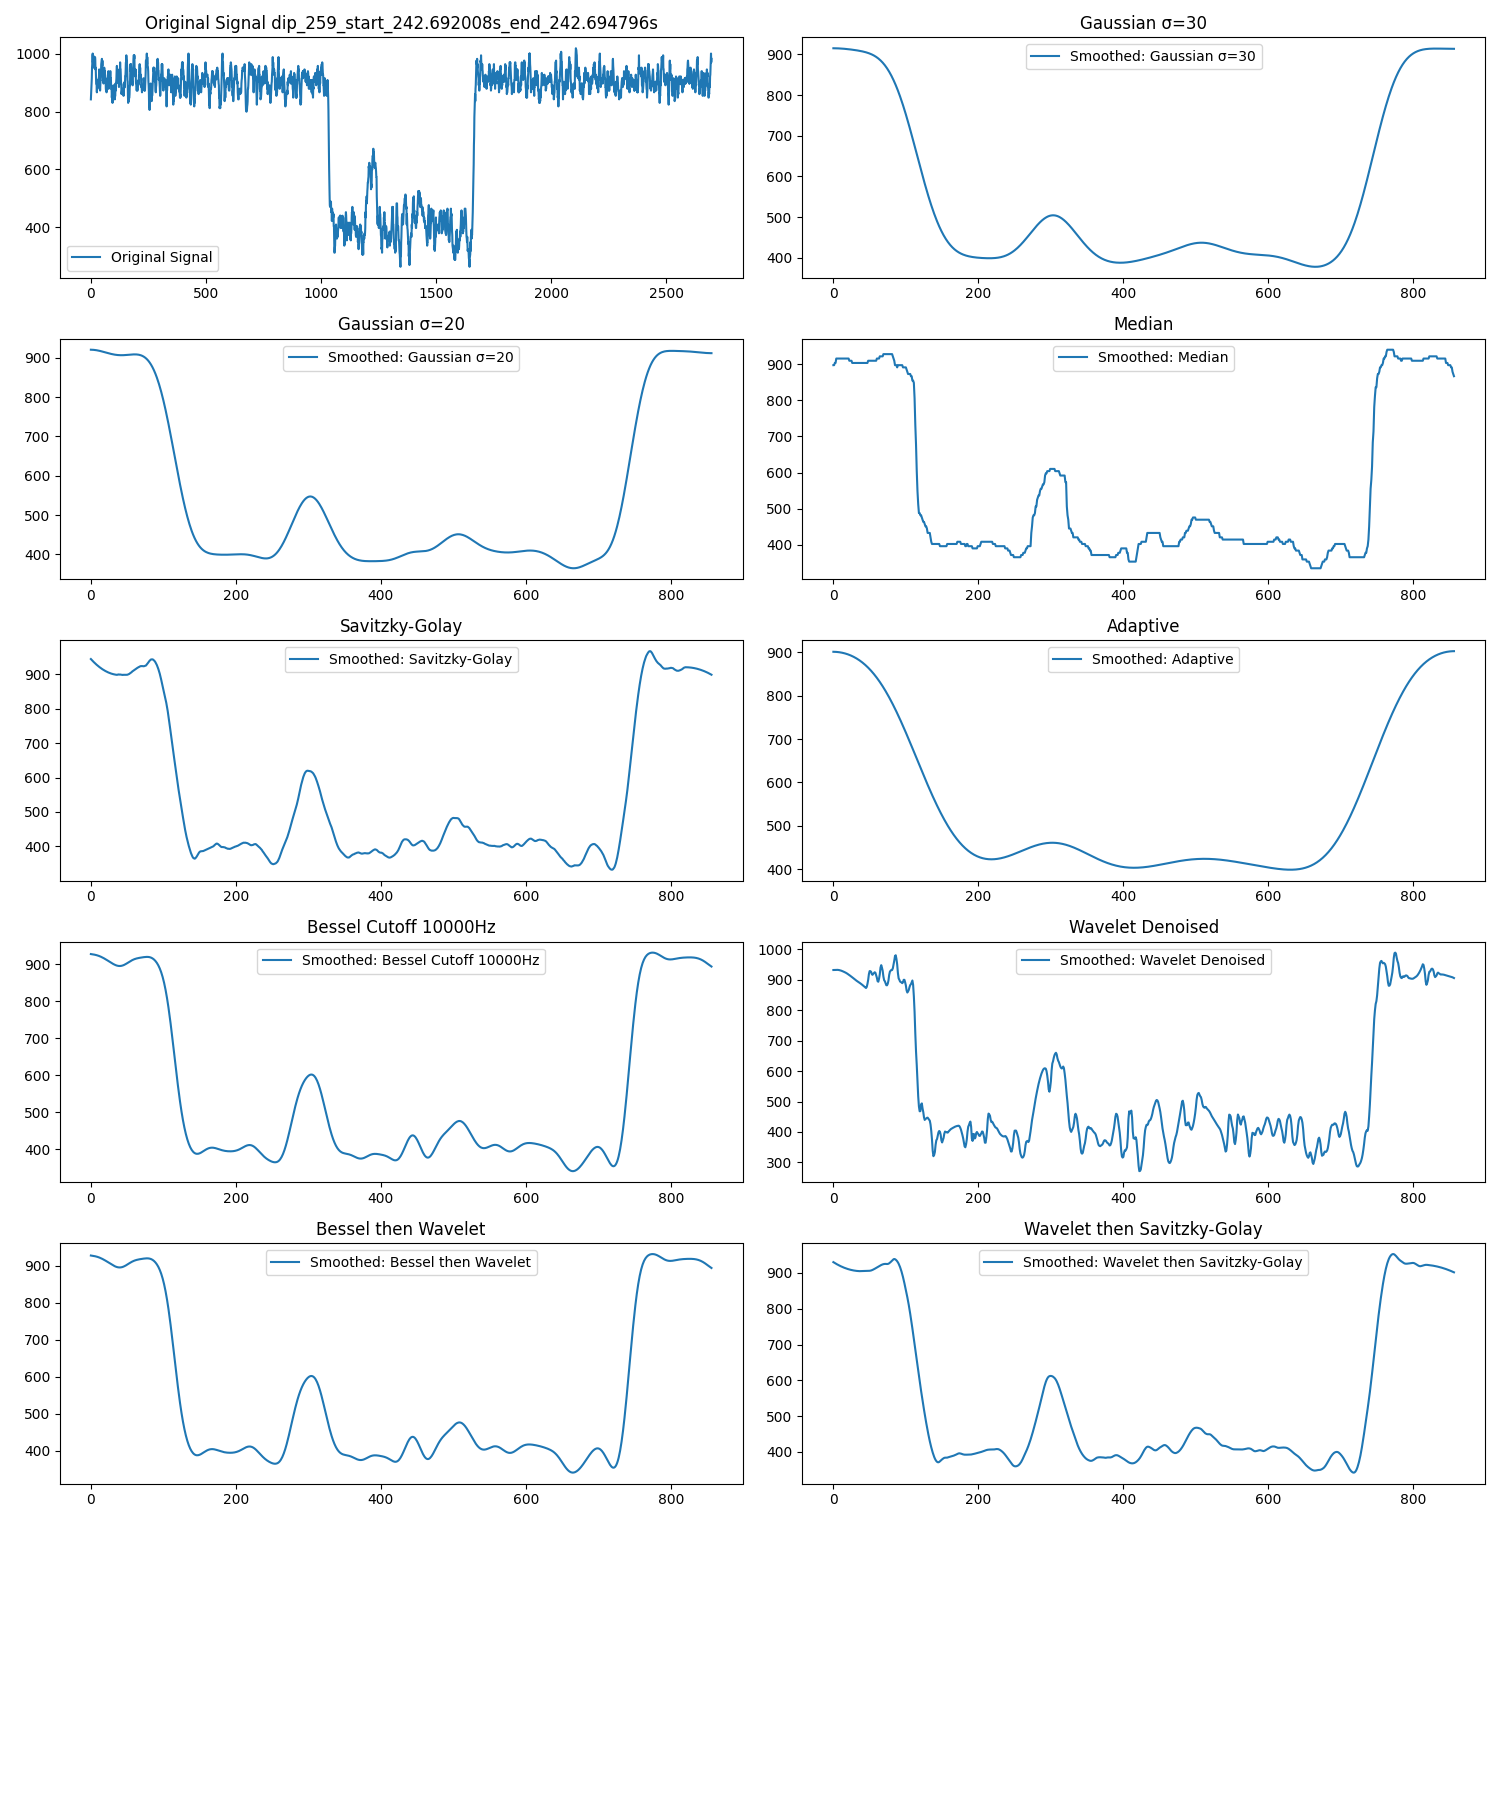 Original Signal dip_259_start_242.692008s_end_242.694796s
1000
800
600
400
Original Signal
0 500 1000 1500 2000 2500
Gaussian σ=30
Smoothed: Gaussian σ=30
900
800
700
600
500
400
0 200 400 600 800
Gaussian σ=20
Smoothed: Gaussian σ=20
900
800
700
600
500
400
0 200 400 600 800
Median
Smoothed: Median
900
800
700
600
500
400
0 200 400 600 800
Savitzky-Golay
Smoothed: Savitzky-Golay
900
800
700
600
500
400
0 200 400 600 800
Adaptive
Smoothed: Adaptive
900
800
700
600
500
400
0 200 400 600 800
Bessel Cutoff 10000Hz
Smoothed: Bessel Cutoff 10000Hz
900
800
700
600
500
400
0 200 400 600 800
Wavelet Denoised
Smoothed: Wavelet Denoised
1000
900
800
700
600
500
400
300
0 200 400 600 800
Bessel then Wavelet
Smoothed: Bessel then Wavelet
900
800
700
600
500
400
0 200 400 600 800
Wavelet then Savitzky-Golay
Smoothed: Wavelet then Savitzky-Golay
900
800
700
600
500
400
0 200 400 600 800